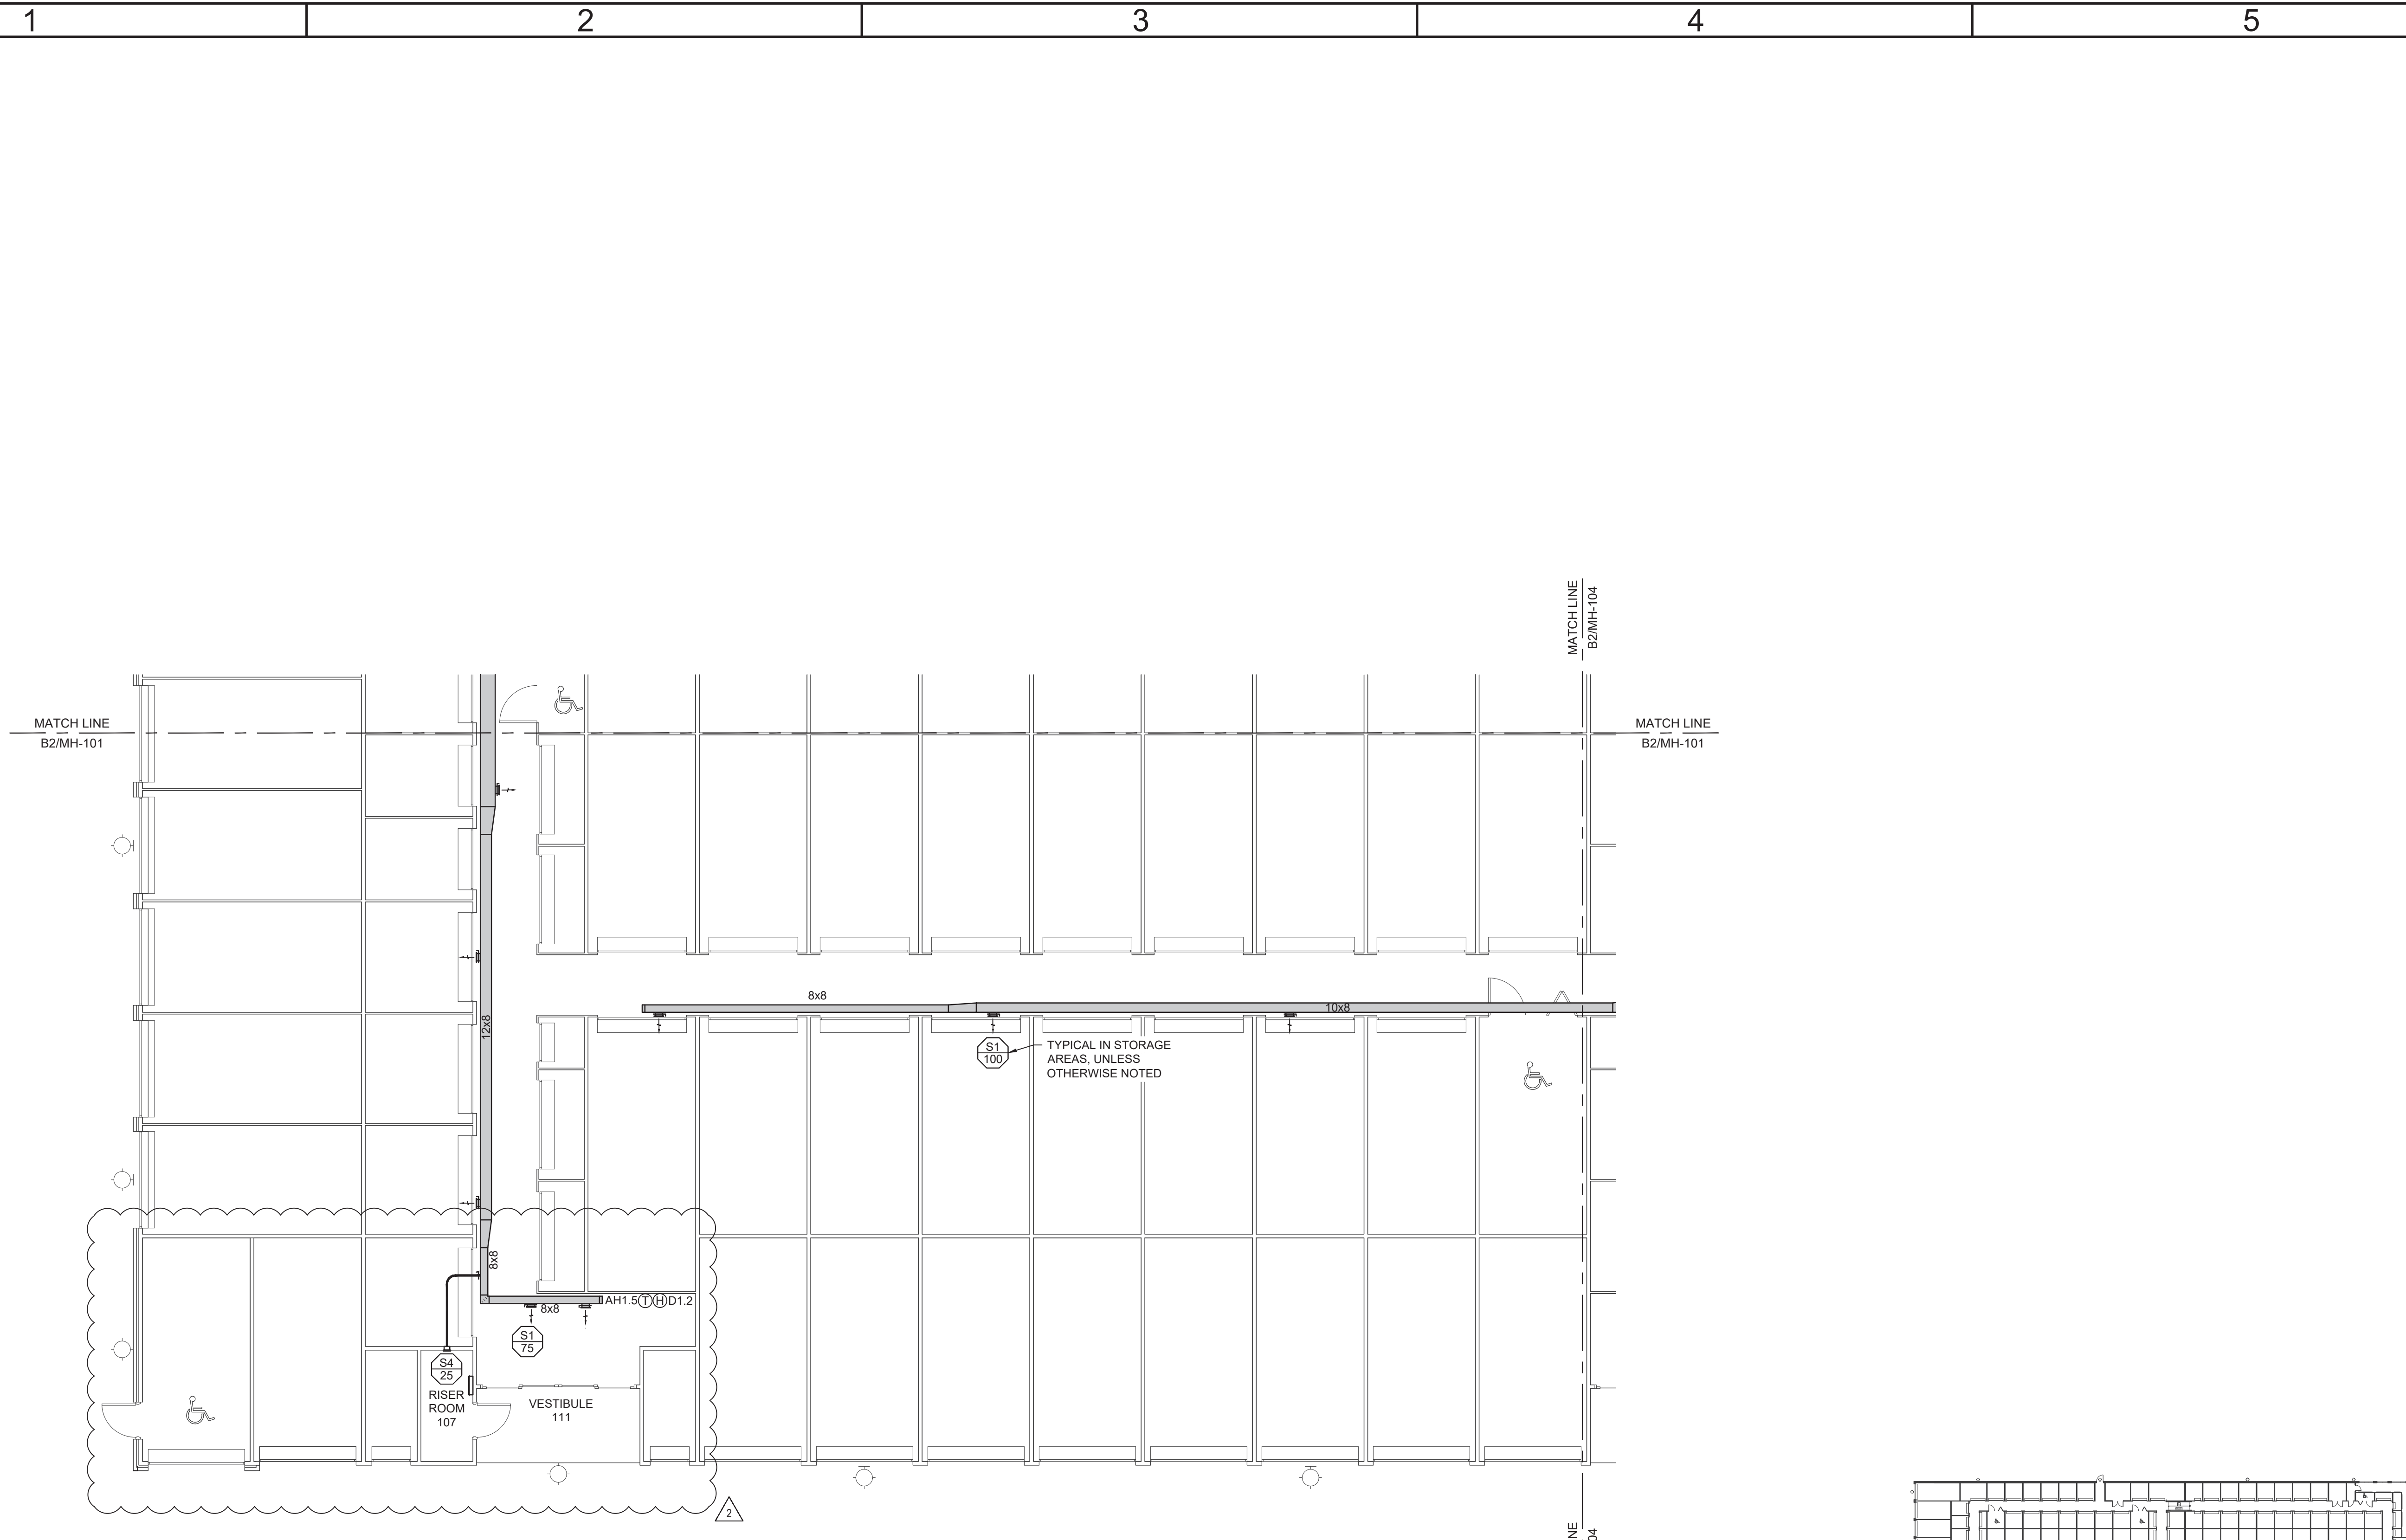 1
2
3
4
5
MATCH LINE
B2/MH-104
MATCH LINE
B2/MH-101
MATCH LINE
B2/MH-101
8x8
10x8
12x8
S1
100
TYPICAL IN STORAGE
AREAS, UNLESS
OTHERWISE NOTED
8x8
8x8
AH1.5 T H D1.2
S1
75
S4
25
RISER
ROOM
107
VESTIBULE
111
2
NE
04